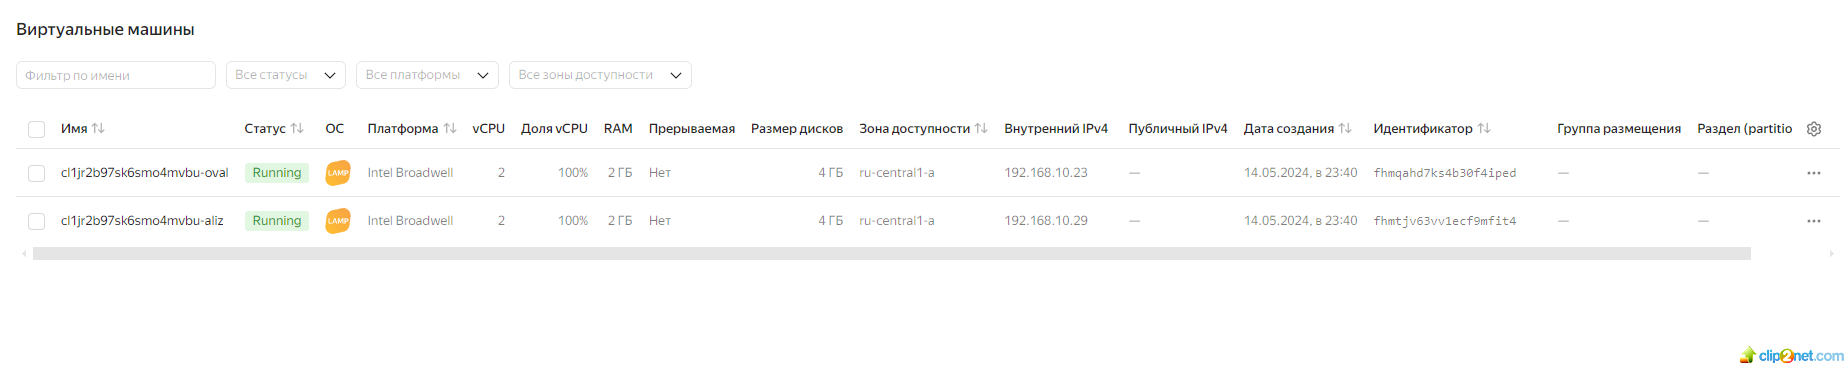 Виртуальные машины
Фильтр по имени Все статусы Все платформы Все зоны доступности
Имя Статус ОС Платформа vCPU Доля vCPU RAM Прерываемая Размер дисков Зона доступности Внутренний IPv4 Публичный IPv4 Дата создания Идентификатор Группа размещения Раздел (partitio
cl1jr2b97sk6smo4mvbu-oval Running LAMP Intel Broadwell 2 100% 2 ГБ Нет 4 ГБ ru-central1-a 192.168.10.23 — 14.05.2024, в 23:40 fhmqahd7ks4b30f4iped — —
cl1jr2b97sk6smo4mvbu-aliz Running LAMP Intel Broadwell 2 100% 2 ГБ Нет 4 ГБ ru-central1-a 192.168.10.29 — 14.05.2024, в 23:40 fhmtjv63vv1ecf9mfit4 — —
clip2net.com